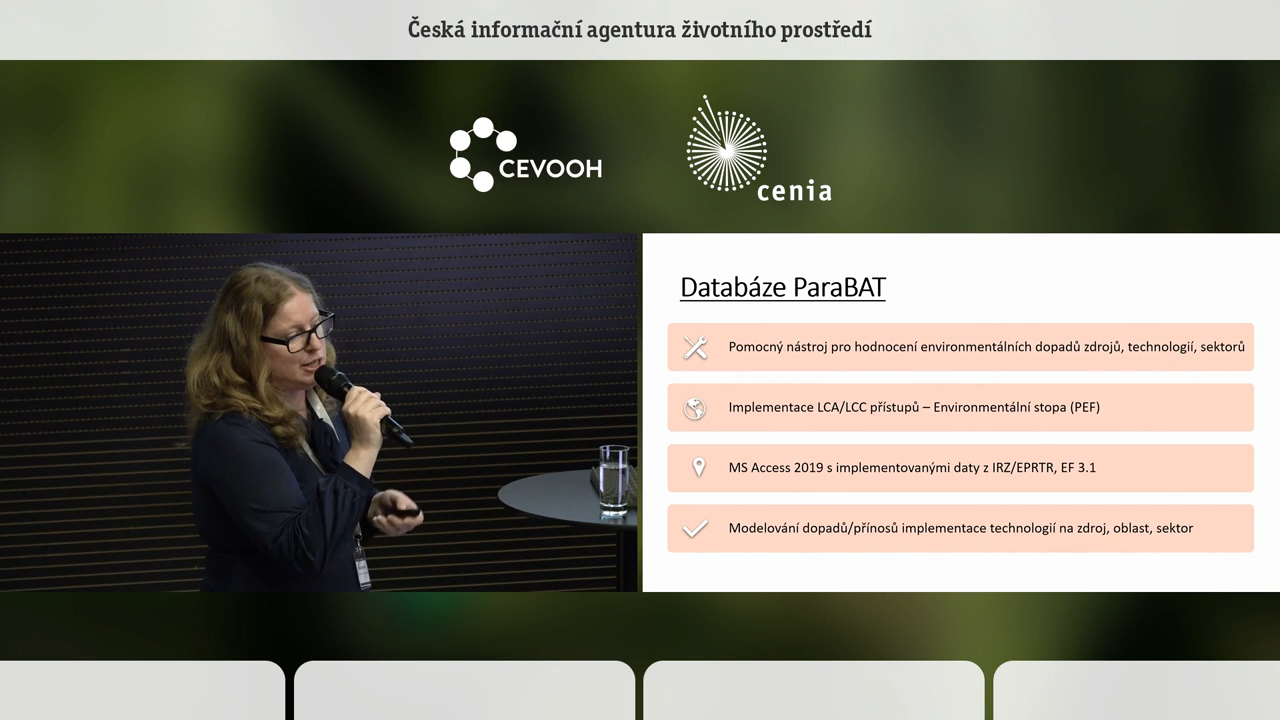 Česká informační agentura životního prostředí
CEVOOH
cenia
Databáze ParaBAT
Pomocný nástroj pro hodnocení environmentálních dopadů zdrojů, technologií, sektorů
Implementace LCA/LCC přístupů – Environmentální stopa (PEF)
MS Access 2019 s implementovanými daty z IRZ/EPRTR, EF 3.1
Modelování dopadů/přínosů implementace technologií na zdroj, oblast, sektor